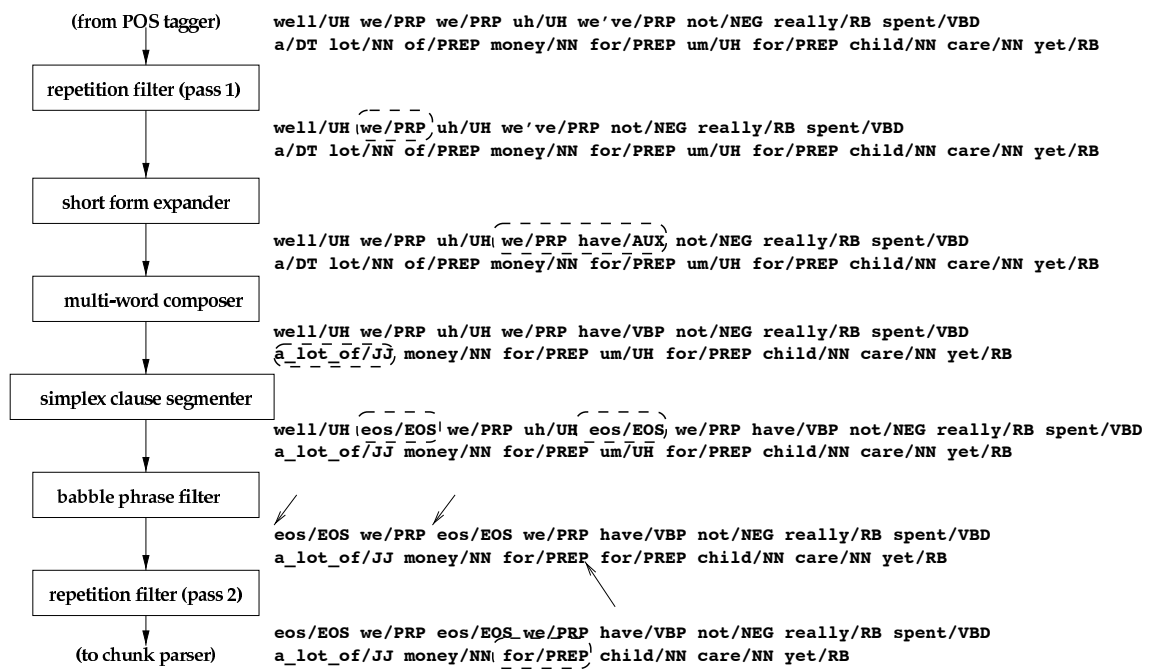 (from POS tagger)
well/UH we/PRP we/PRP uh/UH we've/PRP not/NEG really/RB spent/VBD
a/DT lot/NN of/PREP money/NN for/PREP um/UH for/PREP child/NN care/NN yet/RB
repetition filter (pass 1)
well/UH we/PRP uh/UH we've/PRP not/NEG really/RB spent/VBD
a/DT lot/NN of/PREP money/NN for/PREP um/UH for/PREP child/NN care/NN yet/RB
short form expander
well/UH we/PRP uh/UH we/PRP have/AUX not/NEG really/RB spent/VBD
a/DT lot/NN of/PREP money/NN for/PREP um/UH for/PREP child/NN care/NN yet/RB
multi-word composer
well/UH we/PRP uh/UH we/PRP have/VBP not/NEG really/RB spent/VBD
a_lot_of/JJ money/NN for/PREP um/UH for/PREP child/NN care/NN yet/RB
simplex clause segmenter
well/UH eos/EOS we/PRP uh/UH eos/EOS we/PRP have/VBP not/NEG really/RB spent/VBD
a_lot_of/JJ money/NN for/PREP um/UH for/PREP child/NN care/NN yet/RB
babble phrase filter
eos/EOS we/PRP eos/EOS we/PRP have/VBP not/NEG really/RB spent/VBD
a_lot_of/JJ money/NN for/PREP for/PREP child/NN care/NN yet/RB
repetition filter (pass 2)
eos/EOS we/PRP eos/EOS we/PRP have/VBP not/NEG really/RB spent/VBD
a_lot_of/JJ money/NN for/PREP child/NN care/NN yet/RB
(to chunk parser)